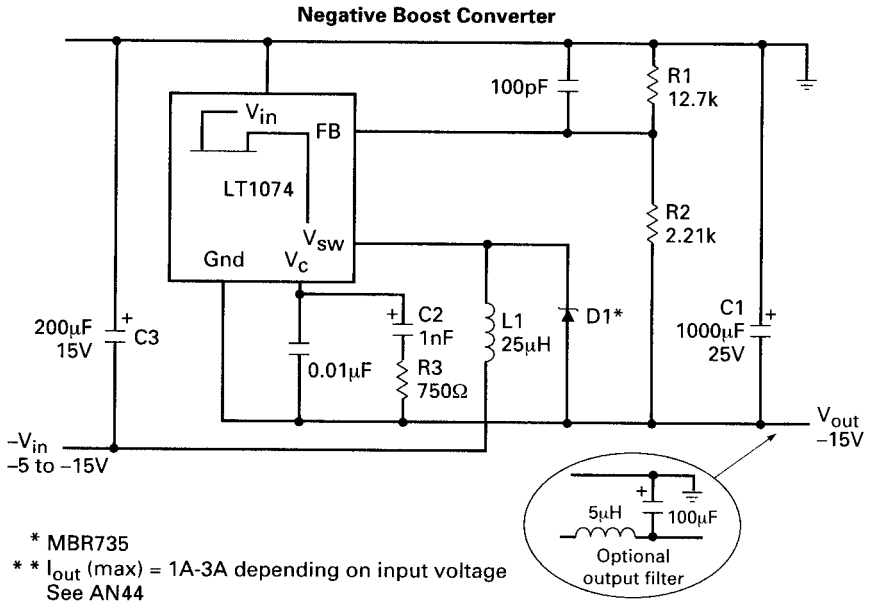 Negative Boost Converter
100pF
R1
12.7k
Vin
FB
LT1074
R2
2.21k
Vsw
Gnd
Vc
200µF
15V
+
C3
+
C2
1nF
0.01µF
R3
750Ω
L1
25µH
D1*
C1
+
1000µF
25V
Vout
−15V
−Vin
−5 to −15V
+
5µH
100µF
Optional
output filter
* MBR735
* * Iout (max) = 1A-3A depending on input voltage
See AN44